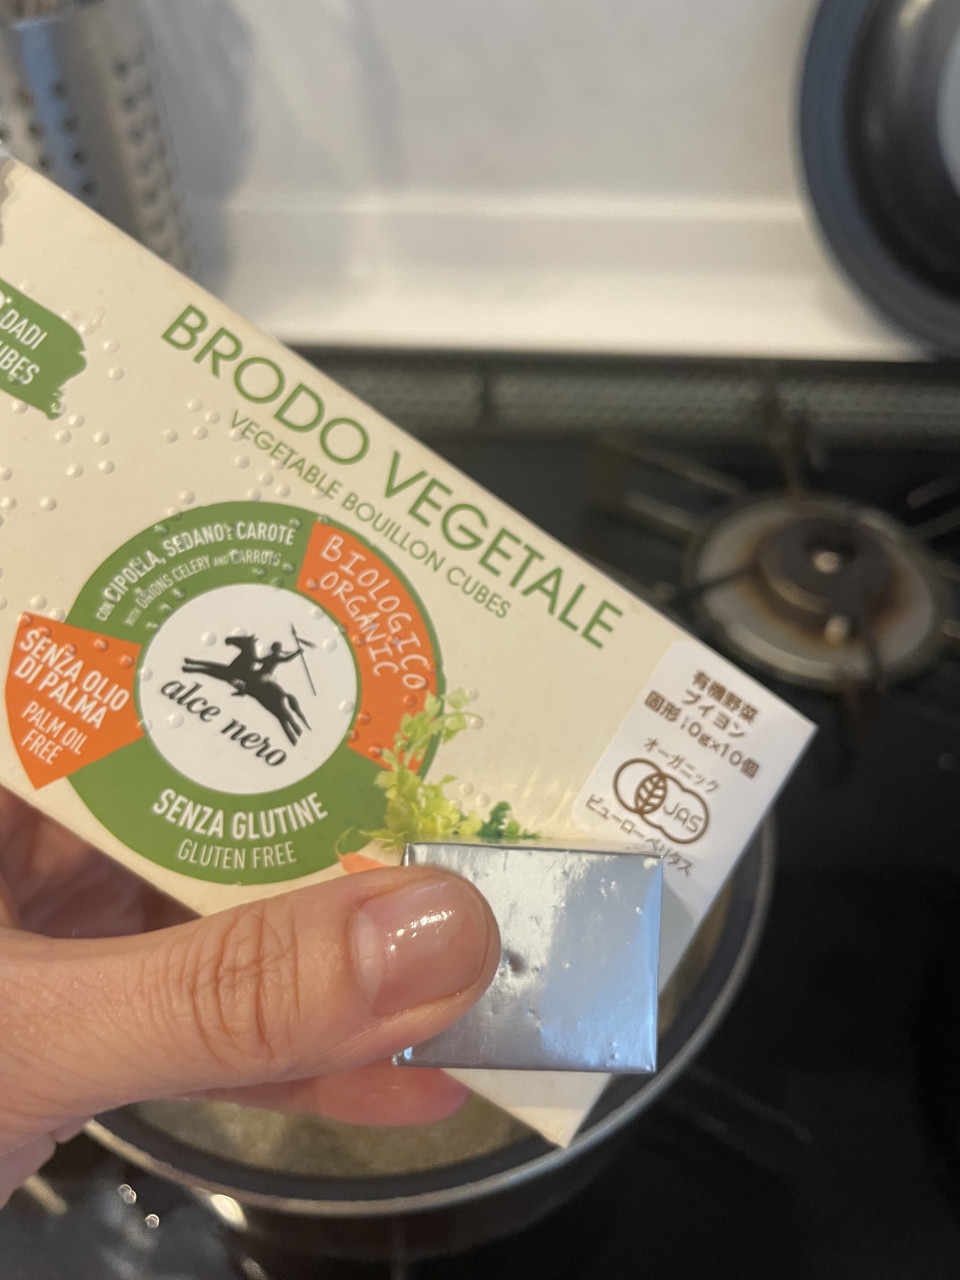 DADI
BRODO VEGETALE
VEGETABLE BOUILLON CUBES
CON CIPOLLA, SEDANO E CAROTE
WITH ONIONS CELERY AND CARROTS
BIOLOGICO
ORGANIC
SENZA OLIO
DI PALMA
PALM OIL
FREE
alce nero
SENZA GLUTINE
GLUTEN FREE
有機野菜
ブイヨン
固形10g×10個
オーガニック
JAS
ビューローベリタス